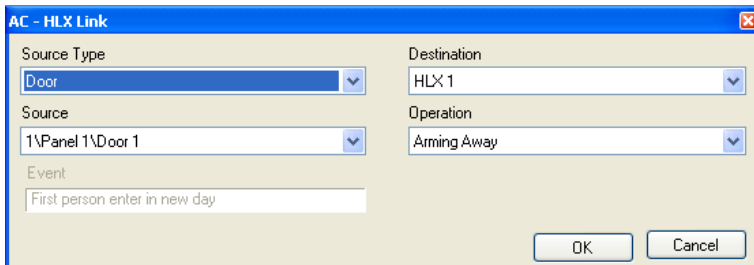 AC - HLX Link
Source Type
Destination
Door
HLX 1
Source
Operation
1\Panel 1\Door 1
Arming Away
Event
First person enter in new day
OK
Cancel